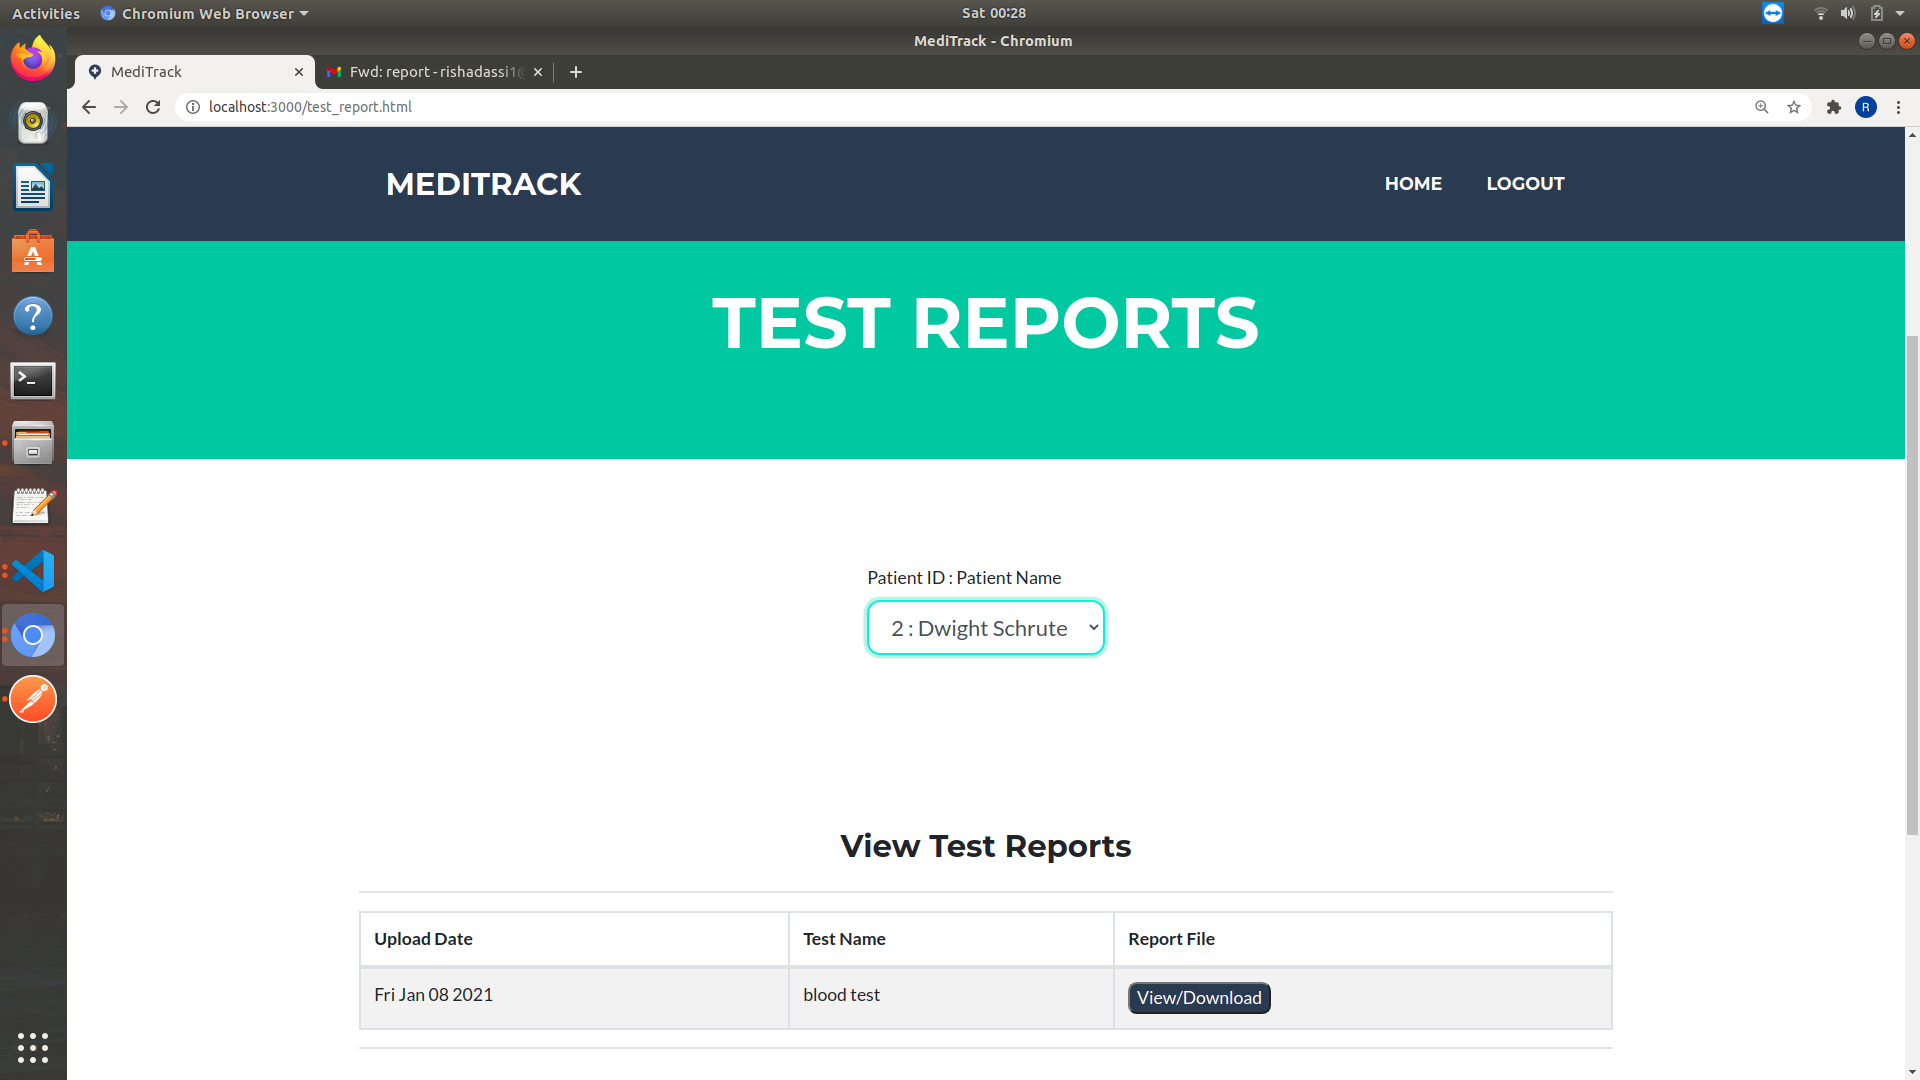 Activities
Chromium Web Browser
Sat 00:28
MediTrack - Chromium
MediTrack
Fwd: report - rishadassi1@
localhost:3000/test_report.html
R
MEDITRACK
HOME
LOGOUT
TEST REPORTS
Patient ID : Patient Name
2 : Dwight Schrute
View Test Reports
Upload Date
Test Name
Report File
Fri Jan 08 2021
blood test
View/Download